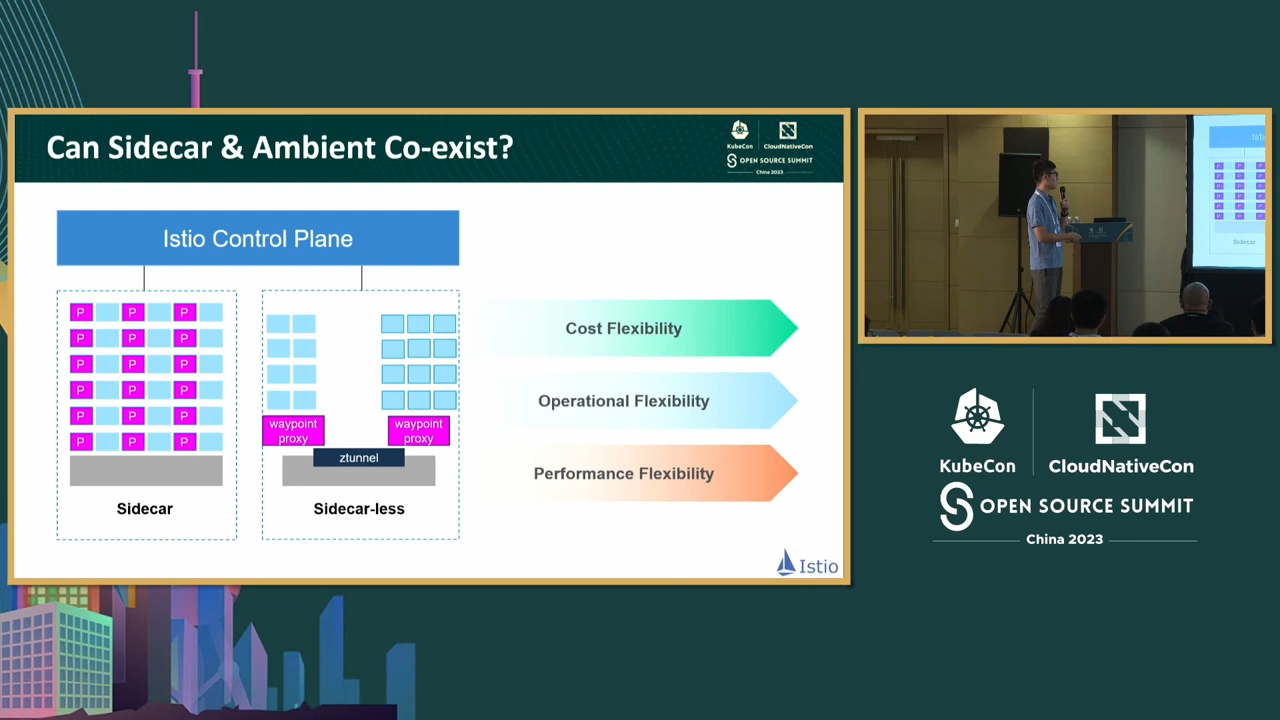 Can Sidecar & Ambient Co-exist?
KubeCon
CloudNativeCon
OPEN SOURCE SUMMIT
China 2023
Istio Control Plane
P P P
P P P
P P P
P P P
P P P
P P P
waypoint
proxy
waypoint
proxy
ztunnel
Sidecar
Sidecar-less
Cost Flexibility
Operational Flexibility
Performance Flexibility
Istio
Sidecar
KubeCon
CloudNativeCon
OPEN SOURCE SUMMIT
China 2023